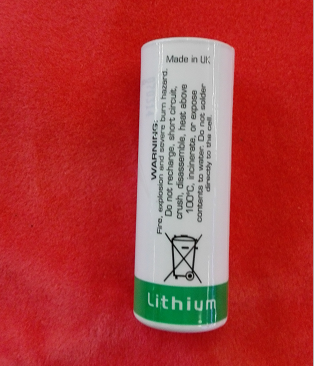 Made in UK
WARNING:
Fire, explosion and severe burn hazard.
Do not recharge, short circuit,
crush, disassemble, heat above
100°C, incinerate, or expose
contents to water. Do not solder
directly to the cell.
Lithium